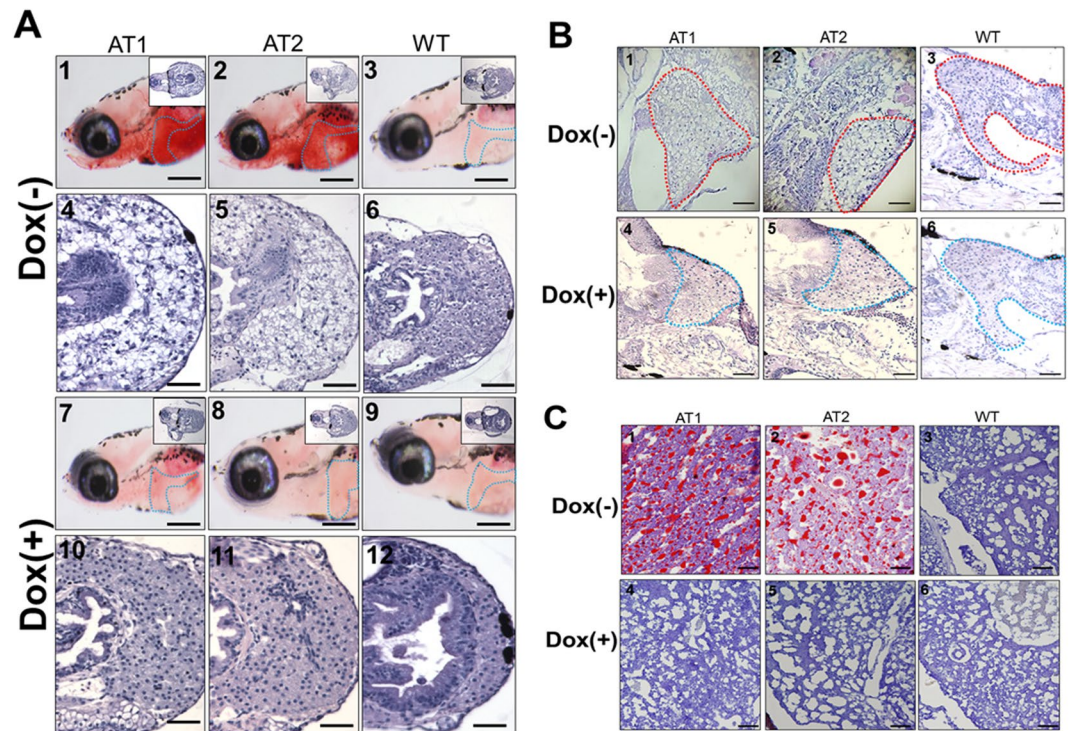 A
AT1 AT2 WT
Dox(-)
1 2 3
4 5 6
Dox(+)
7 8 9
10 11 12
B
AT1 AT2 WT
Dox(-)
1 2 3
Dox(+)
4 5 6
C
AT1 AT2 WT
Dox(-)
1 2 3
Dox(+)
4 5 6